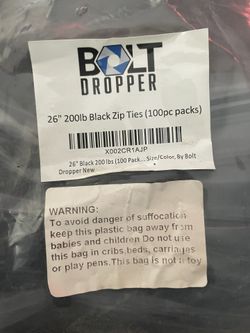 BOLT
DROPPER
26" 200lb Black Zip Ties (100pc packs)
X002CR1AJP
26" Black 200 lbs (100 Pack... Size/Color, By Bolt
Dropper New
WARNING:
To avoid danger of suffocation
keep this plastic bag away from
babies and children Do not use
this bag in cribs, beds, carriages
or play pens. This bag is not a toy